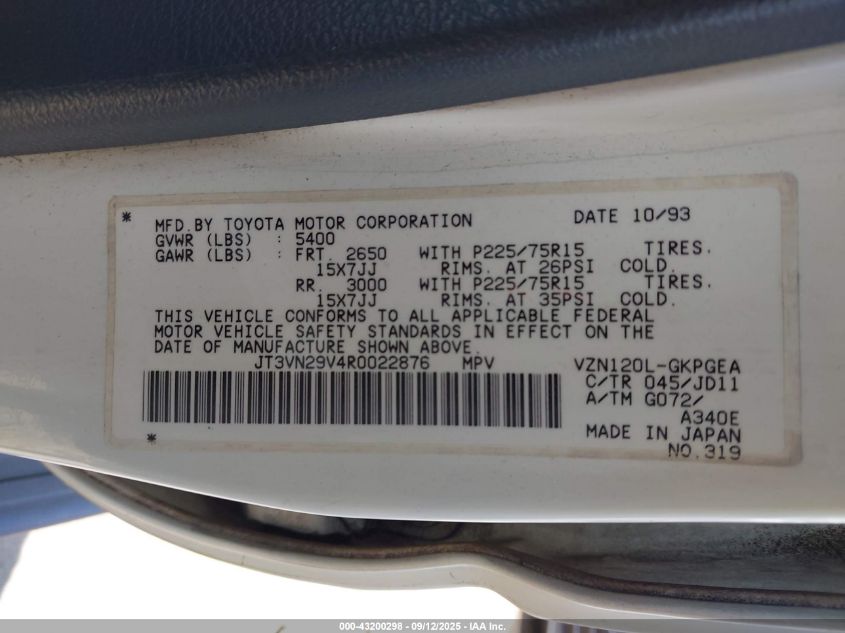 * MFD.BY TOYOTA MOTOR CORPORATION DATE 10/93
GVWR (LBS) : 5400
GAWR (LBS) : FRT. 2650 WITH P225/75R15 TIRES.
15X7JJ RIMS. AT 26PSI COLD.
RR. 3000 WITH P225/75R15 TIRES.
15X7JJ RIMS. AT 35PSI COLD.
THIS VEHICLE CONFORMS TO ALL APPLICABLE FEDERAL
MOTOR VEHICLE SAFETY STANDARDS IN EFFECT ON THE
DATE OF MANUFACTURE SHOWN ABOVE.
JT3VN29V4R0022876 MPV VZN120L-GKPGEA
C/TR 045/JD11
A/TM G072/
A340E
* MADE IN JAPAN
NO.319
000-43200298 - 09/12/2025 - IAA Inc.